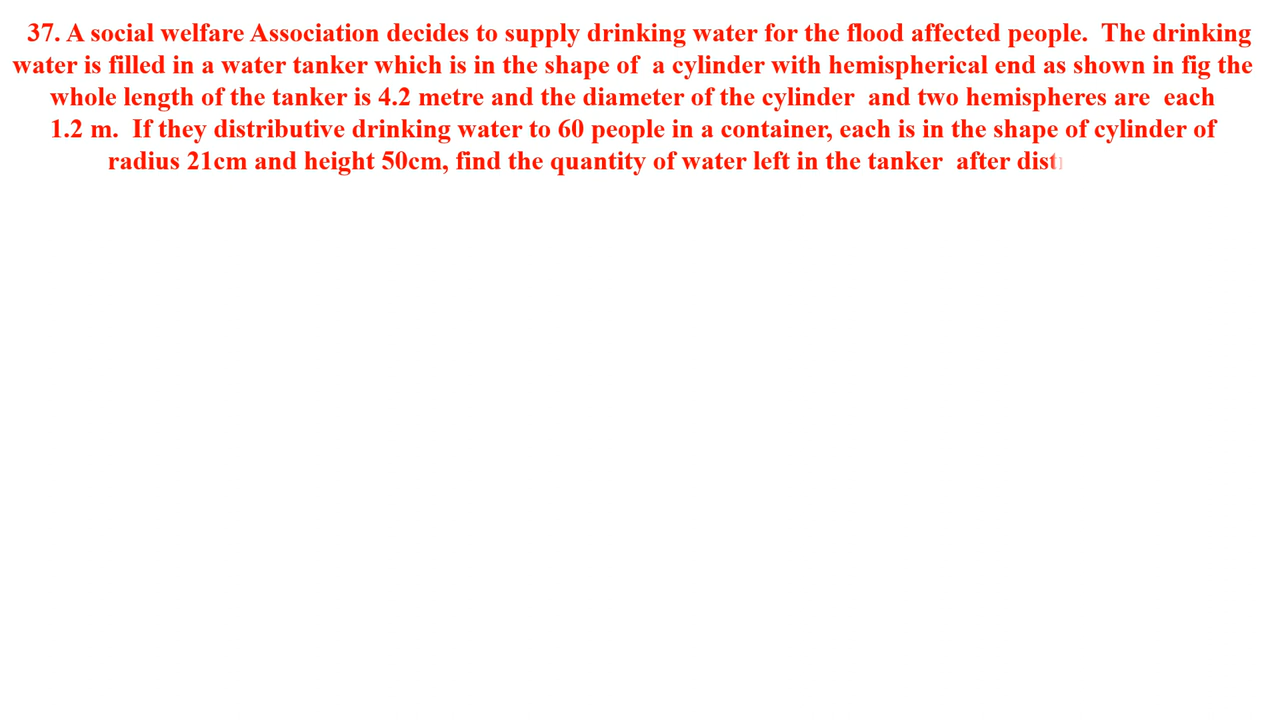 37. A social welfare Association decides to supply drinking water for the flood affected people. The drinking
water is filled in a water tanker which is in the shape of a cylinder with hemispherical end as shown in fig the
whole length of the tanker is 4.2 metre and the diameter of the cylinder and two hemispheres are each
1.2 m. If they distributive drinking water to 60 people in a container, each is in the shape of cylinder of
radius 21cm and height 50cm, find the quantity of water left in the tanker after dist